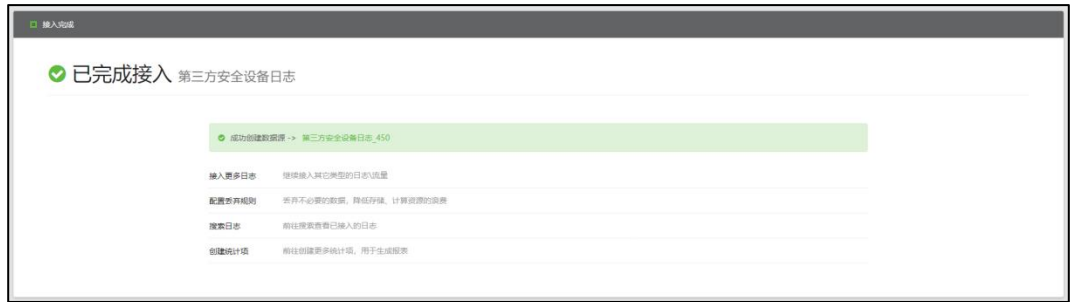 接入完成
已完成接入 第三方安全设备日志
成功创建数据源 -> 第三方安全设备日志_450
接入更多日志 继续接入其它类型的日志\流量
配置丢弃规则 丢弃不必要的数据，降低存储、计算资源的浪费
搜索日志 前往搜索查看已接入的日志
创建统计项 前往创建更多统计项，用于生成报表